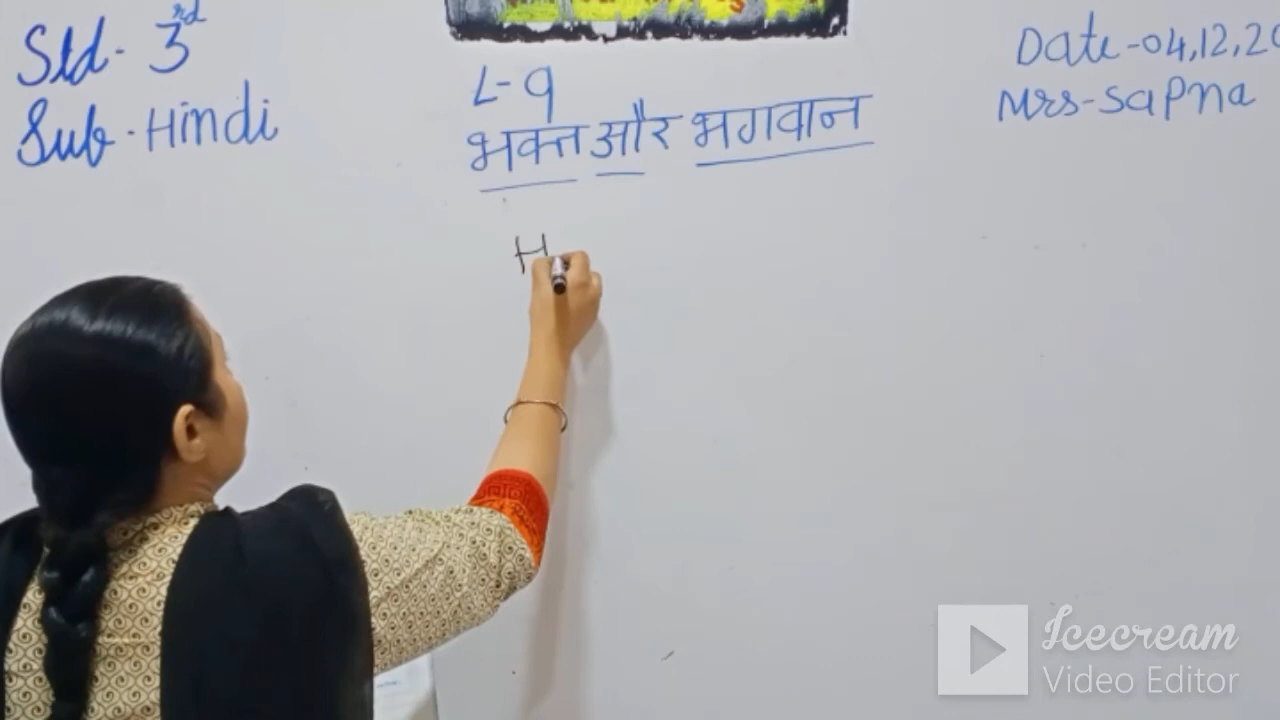 Std- 3rd
Sub-Hindi
L-9
भक्त और भगवान
Date-04,12,20
Mrs-Sapna
H
Icecream
Video Editor